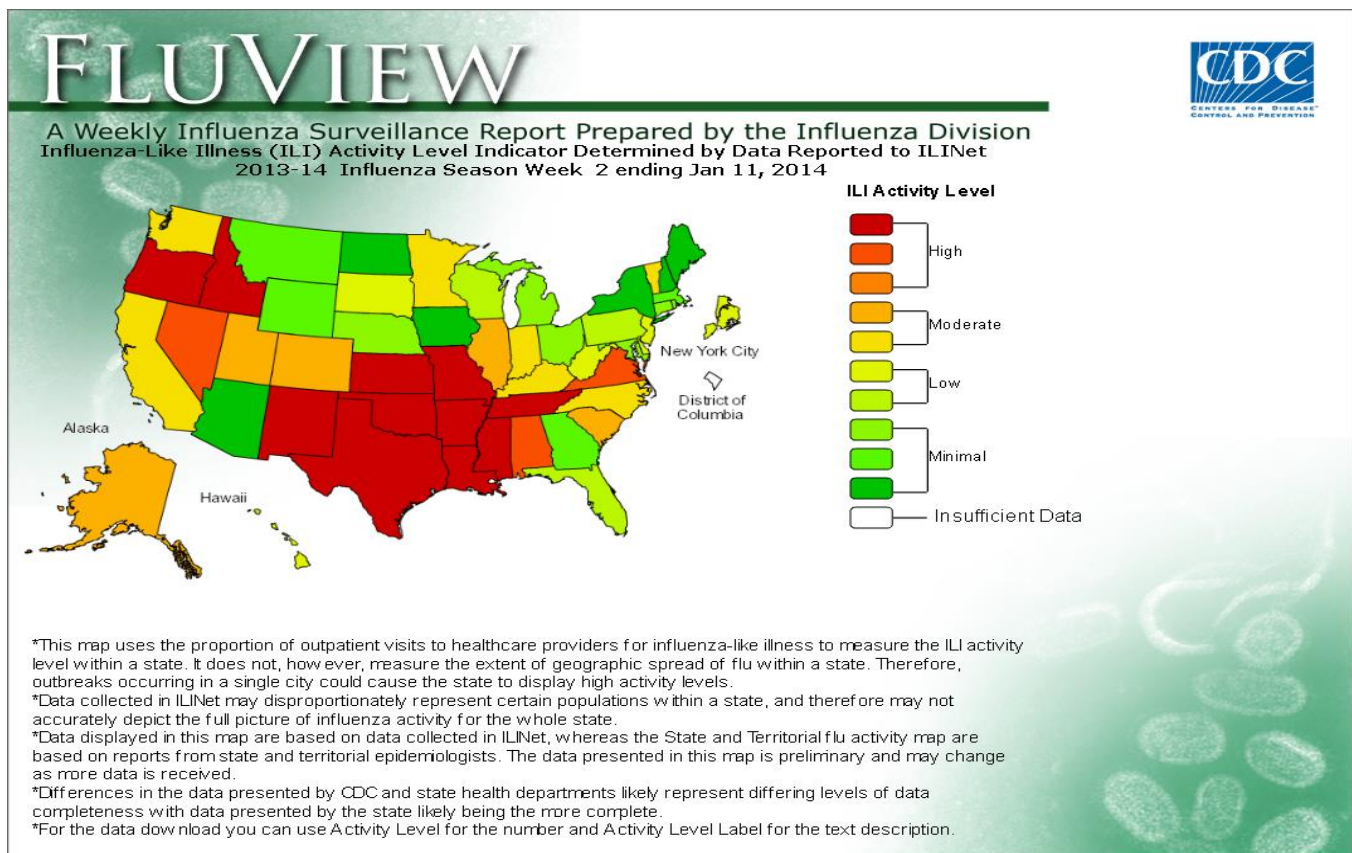 FLUVIEW
CDC
CENTERS FOR DISEASE
CONTROL AND PREVENTION
A Weekly Influenza Surveillance Report Prepared by the Influenza Division
Influenza-Like Illness (ILI) Activity Level Indicator Determined by Data Reported to ILINet
2013-14 Influenza Season Week 2 ending Jan 11, 2014
ILI Activity Level
High
Moderate
Low
Minimal
Insufficient Data
New York City
District of
Columbia
Alaska
Hawaii
*This map uses the proportion of outpatient visits to healthcare providers for influenza-like illness to measure the ILI activity
level within a state. It does not, however, measure the extent of geographic spread of flu within a state. Therefore,
outbreaks occurring in a single city could cause the state to display high activity levels.
*Data collected in ILINet may disproportionately represent certain populations within a state, and therefore may not
accurately depict the full picture of influenza activity for the whole state.
*Data displayed in this map are based on data collected in ILINet, whereas the State and Territorial flu activity map are
based on reports from state and territorial epidemiologists. The data presented in this map is preliminary and may change
as more data is received.
*Differences in the data presented by CDC and state health departments likely represent differing levels of data
completeness with data presented by the state likely being the more complete.
*For the data download you can use Activity Level for the number and Activity Level Label for the text description.